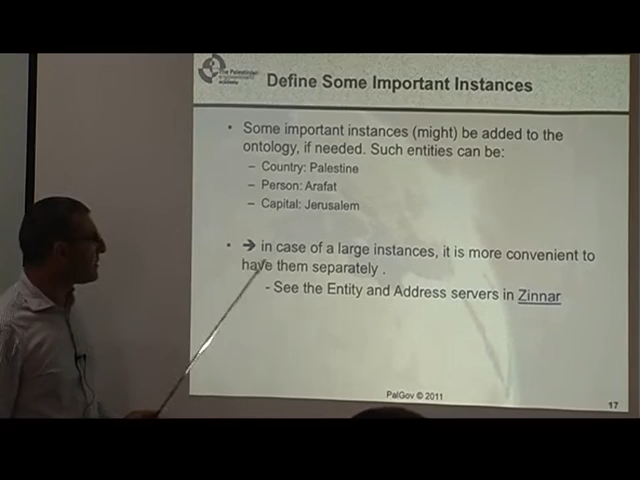 The Palestinian
Define Some Important Instances
• Some important instances (might) be added to the
ontology, if needed. Such entities can be:
– Country: Palestine
– Person: Arafat
– Capital: Jerusalem
• ➔ in case of a large instances, it is more convenient to
have them separately .
- See the Entity and Address servers in Zinnar
PalGov © 2011
17